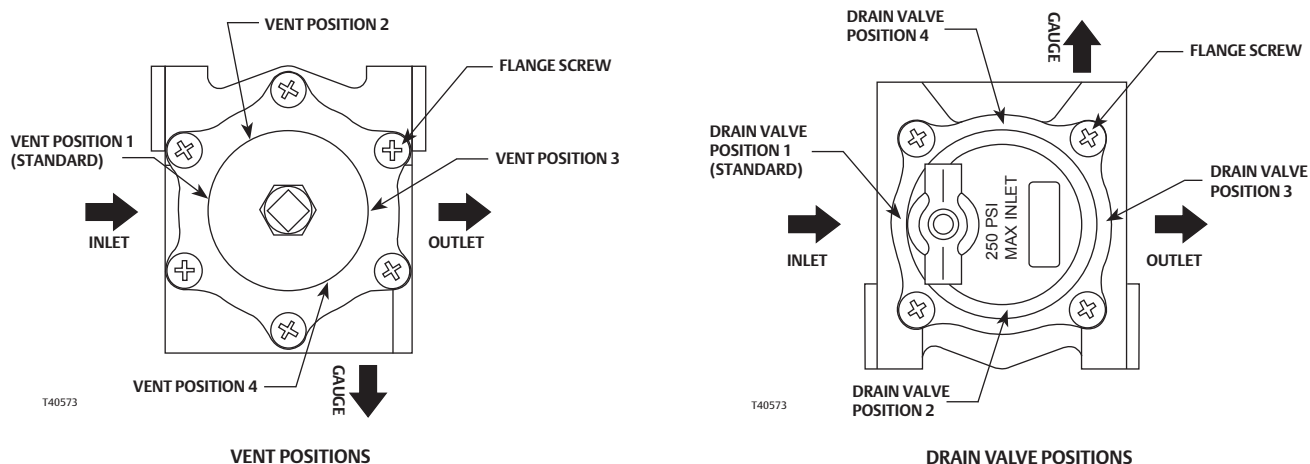 VENT POSITION 2
FLANGE SCREW
VENT POSITION 1
(STANDARD)
VENT POSITION 3
INLET
OUTLET
VENT POSITION 4
GAUGE
T40573
VENT POSITIONS
DRAIN VALVE
POSITION 4
GAUGE
FLANGE SCREW
DRAIN VALVE
POSITION 1
(STANDARD)
DRAIN VALVE
POSITION 3
250 PSI
MAX INLET
INLET
OUTLET
DRAIN VALVE
POSITION 2
T40573
DRAIN VALVE POSITIONS